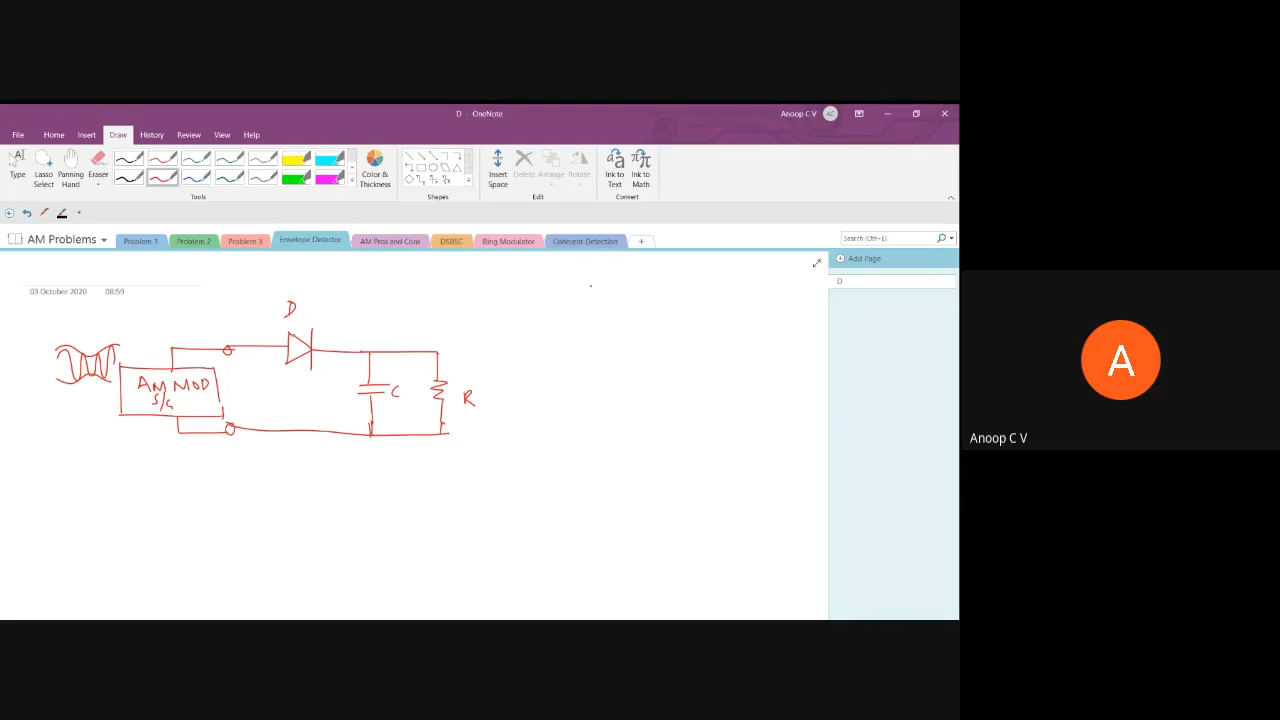 D - OneNote
Anoop C V AC
File Home Insert Draw History Review View Help
Type
Lasso Select
Panning Hand
Eraser
Color & Thickness
Insert Space
Delete
Arrange
Rotate
Ink to Text
Ink to Math
Tools
Shapes
Edit
Convert
AM Problems
Problem 1
Problem 2
Problem 3
Envelope Detector
AM Pros and Cons
DSBSC
Ring Modulator
Coherent Detection
+
Search (Ctrl+E)
Add Page
D
03 October 2020 08:59
D
AM MOD
S/G
C
R
A
Anoop C V